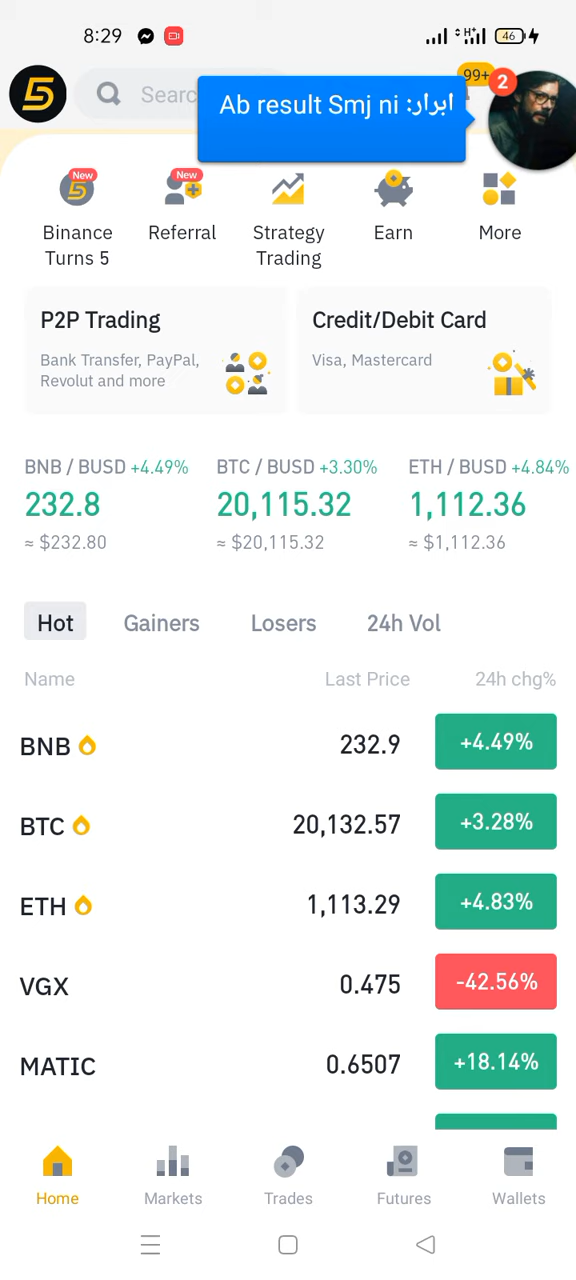 8:29
H+
46
5
Searc
99+
2
ابرار: Ab result Smj ni
New
New
5
Binance
Turns 5
Referral
Strategy
Trading
Earn
More
P2P Trading
Bank Transfer, PayPal,
Revolut and more
Credit/Debit Card
Visa, Mastercard
BNB / BUSD +4.49%
BTC / BUSD +3.30%
ETH / BUSD +4.84%
232.8
20,115.32
1,112.36
≈ $232.80
≈ $20,115.32
≈ $1,112.36
Hot
Gainers
Losers
24h Vol
Name
Last Price
24h chg%
BNB 232.9 +4.49%
BTC 20,132.57 +3.28%
ETH 1,113.29 +4.83%
VGX 0.475 -42.56%
MATIC 0.6507 +18.14%
Home
Markets
Trades
Futures
Wallets